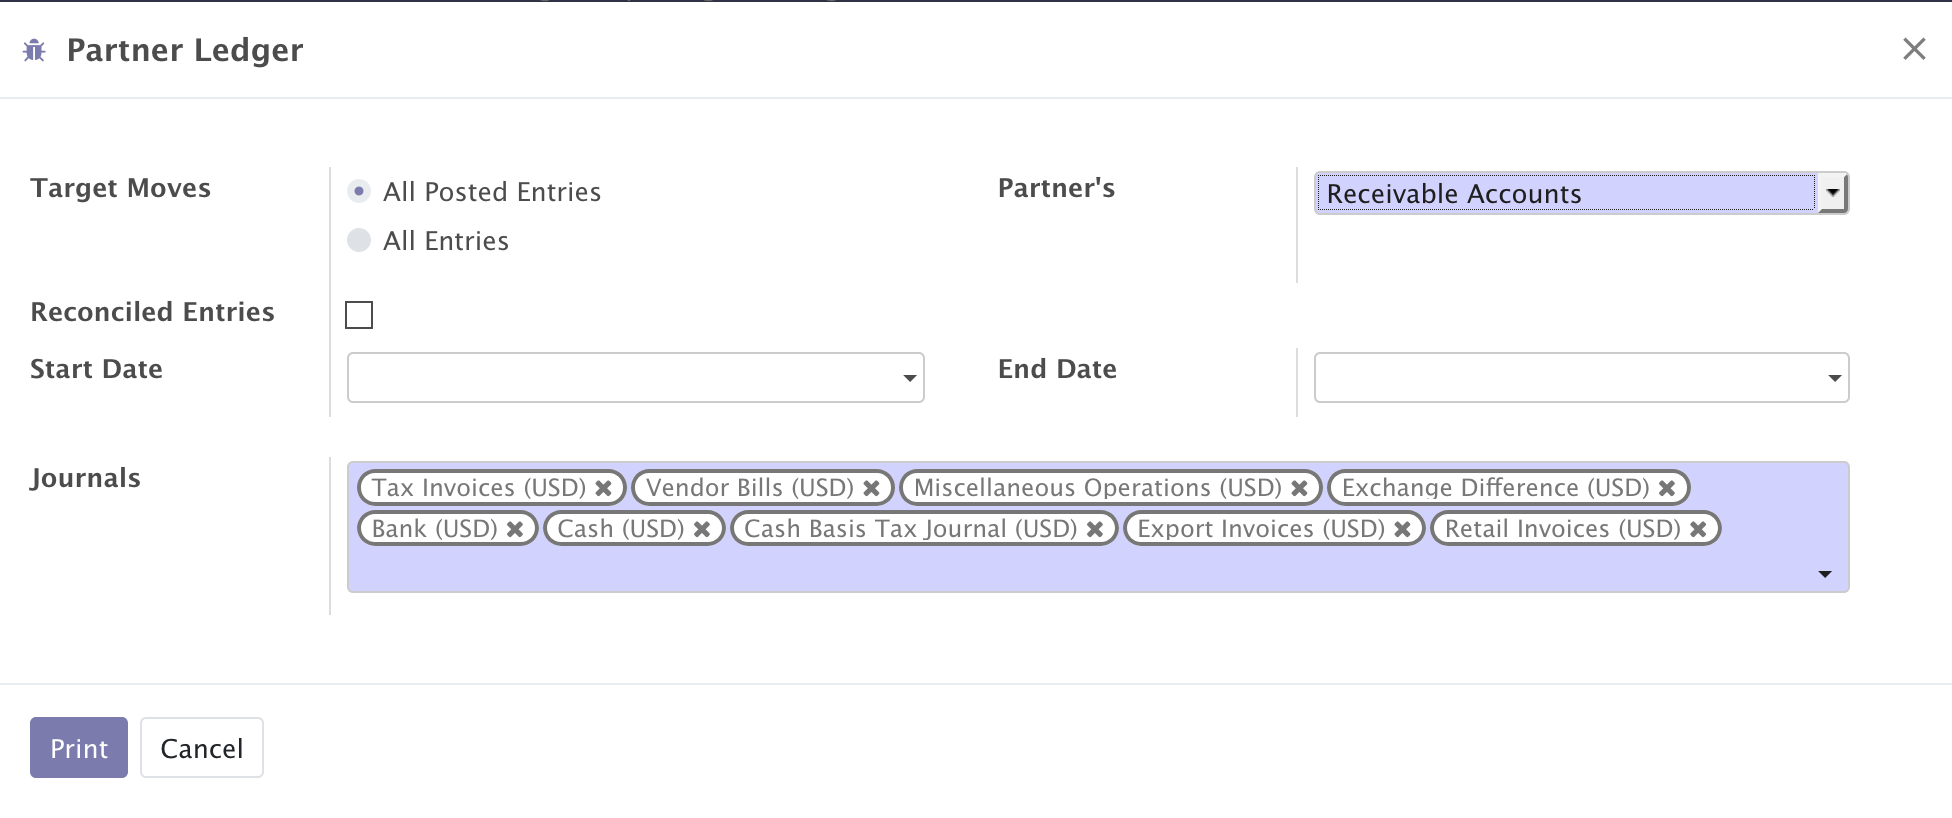 Partner Ledger
Target Moves
All Posted Entries
All Entries
Partner's
Receivable Accounts
Reconciled Entries
Start Date
End Date
Journals
Tax Invoices (USD) Vendor Bills (USD) Miscellaneous Operations (USD) Exchange Difference (USD)
Bank (USD) Cash (USD) Cash Basis Tax Journal (USD) Export Invoices (USD) Retail Invoices (USD)
Print Cancel